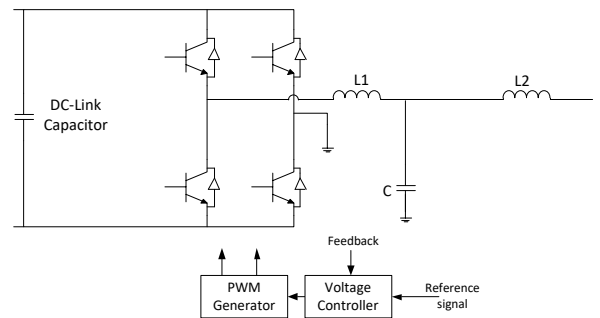 L1
L2
DC-Link
Capacitor
C
Feedback
PWM
Generator
Voltage
Controller
Reference
signal